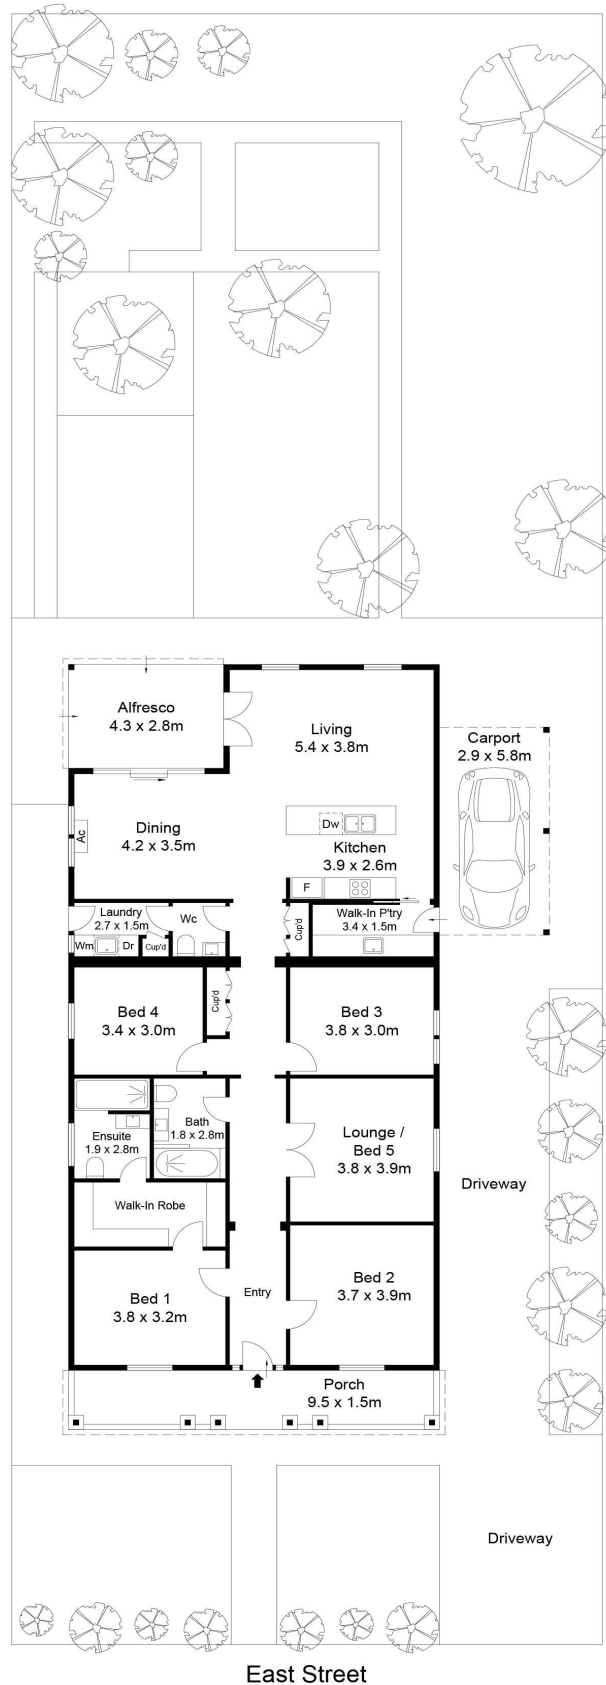 Alfresco
4.3 x 2.8m
Living
5.4 x 3.8m
Carport
2.9 x 5.8m
Dining
4.2 x 3.5m
Ac
Dw
Kitchen
3.9 x 2.6m
F
Laundry
2.7 x 1.5m
Wc
Wm
Dr
Cup'd
Cup'd
Walk-In P'try
3.4 x 1.5m
Bed 4
3.4 x 3.0m
Cup'd
Bed 3
3.8 x 3.0m
Ensuite
1.9 x 2.8m
Bath
1.8 x 2.8m
Lounge /
Bed 5
3.8 x 3.9m
Driveway
Walk-In Robe
Bed 1
3.8 x 3.2m
Entry
Bed 2
3.7 x 3.9m
Porch
9.5 x 1.5m
Driveway
East Street